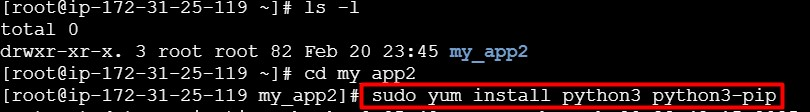 [root@ip-172-31-25-119 ~]# ls -l
total 0
drwxr-xr-x. 3 root root 82 Feb 20 23:45 my_app2
[root@ip-172-31-25-119 ~]# cd my_app2
[root@ip-172-31-25-119 my_app2]# sudo yum install python3 python3-pip